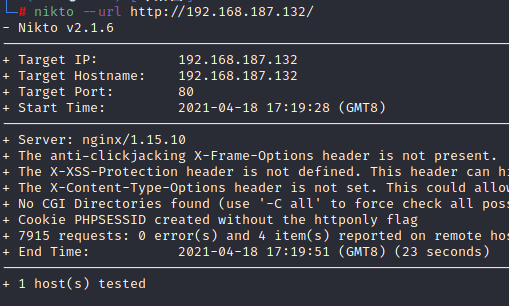 # nikto --url http://192.168.187.132/
- Nikto v2.1.6
+ Target IP: 192.168.187.132
+ Target Hostname: 192.168.187.132
+ Target Port: 80
+ Start Time: 2021-04-18 17:19:28 (GMT8)
+ Server: nginx/1.15.10
+ The anti-clickjacking X-Frame-Options header is not present.
+ The X-XSS-Protection header is not defined. This header can
+ The X-Content-Type-Options header is not set. This could
+ No CGI Directories found (use '-C all' to force check all
+ Cookie PHPSESSID created without the httponly flag
+ 7915 requests: 0 error(s) and 4 item(s) reported on remote
+ End Time: 2021-04-18 17:19:51 (GMT8) (23 seconds)
+ 1 host(s) tested